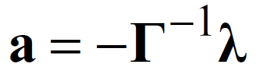 𝐚 = −𝚪⁻¹𝛌